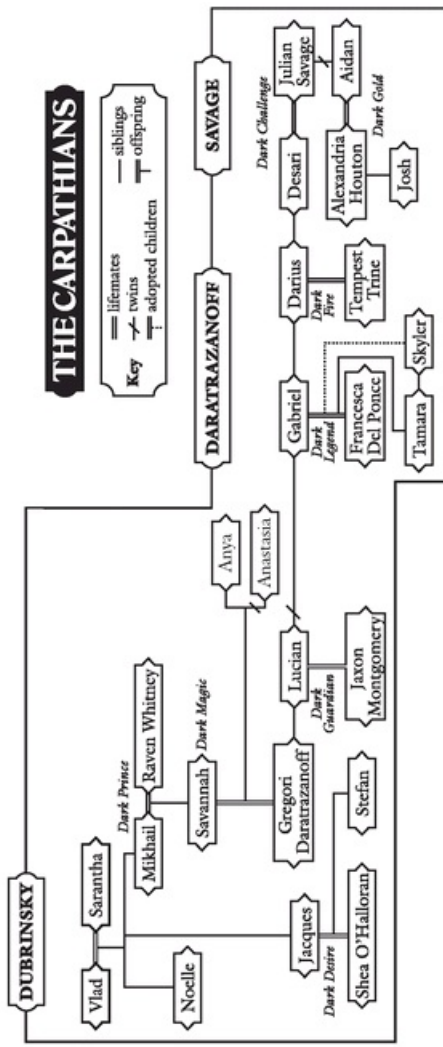 THE CARPATHIANS
Key
lifemates
twins
adopted children
siblings
offspring
DUBRINSKY
DARATRAZANOFF
SAVAGE
Vlad
Sarantha
Noelle
Mikhail
Dark Prince
Raven Whitney
Savannah
Dark Magic
Jacques
Dark Desire
Shea O'Halloran
Stefan
Anya
Anastasia
Gregori
Daratrazanoff
Lucian
Dark
Guardian
Jaxon
Montgomery
Gabriel
Dark
Legend
Francesca
Del Ponce
Tamara
Skyler
Darius
Dark
Fire
Tempest
Trine
Desari
Dark Challenge
Julian
Savage
Aidan
Dark Gold
Alexandria
Houton
Josh